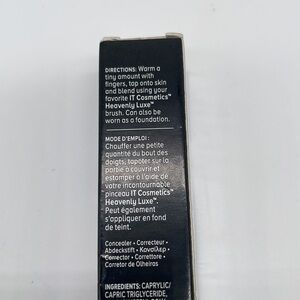 DIRECTIONS: Warm a
tiny amount with
fingers, tap onto skin
and blend using your
favorite IT Cosmetics™
Heavenly Luxe™
brush. Can also be
worn as a foundation.
MODE D'EMPLOI :
Chauffer une petite
quantité du bout des
doigts, tapoter sur la
partie à couvrir et
estomper à l'aide de
votre incontournable
pinceau IT Cosmetics™
Heavenly Luxe™.
Peut également
s'appliquer en fond
de teint.
Concealer • Correcteur •
Abdeckstift • Κονσίλερ •
Corrector • Correttore •
Corretor de Olheiras
INGREDIENTS: CAPRYLIC/
CAPRIC TRIGLYCERIDE,